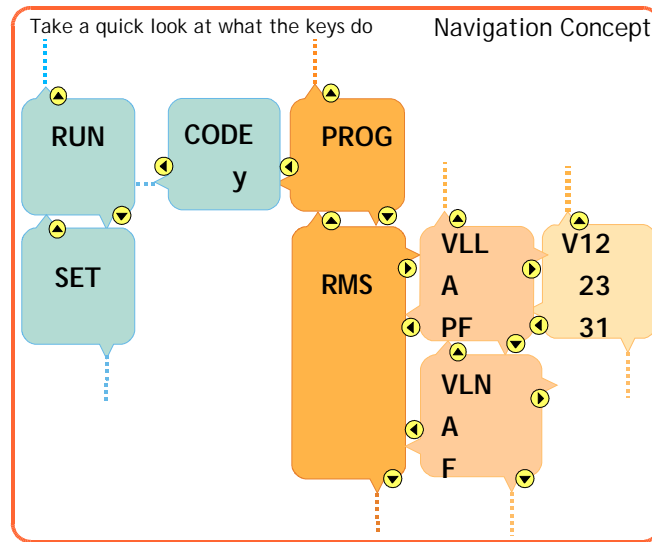 Take a quick look at what the keys do
Navigation Concept
RUN
CODE
y
PROG
SET
RMS
VLL
A
PF
V12
23
31
VLN
A
F